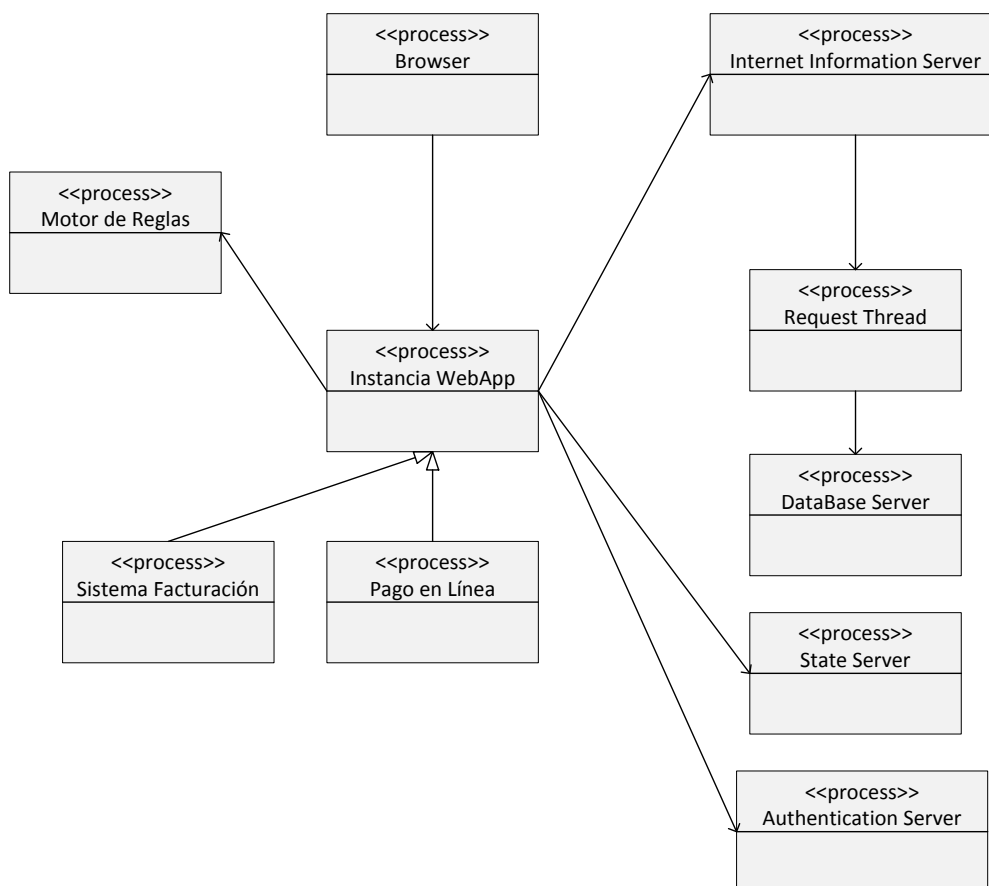 <<process>>
Browser
<<process>>
Internet Information Server
<<process>>
Motor de Reglas
<<process>>
Request Thread
<<process>>
Instancia WebApp
<<process>>
DataBase Server
<<process>>
Sistema Facturación
<<process>>
Pago en Línea
<<process>>
State Server
<<process>>
Authentication Server